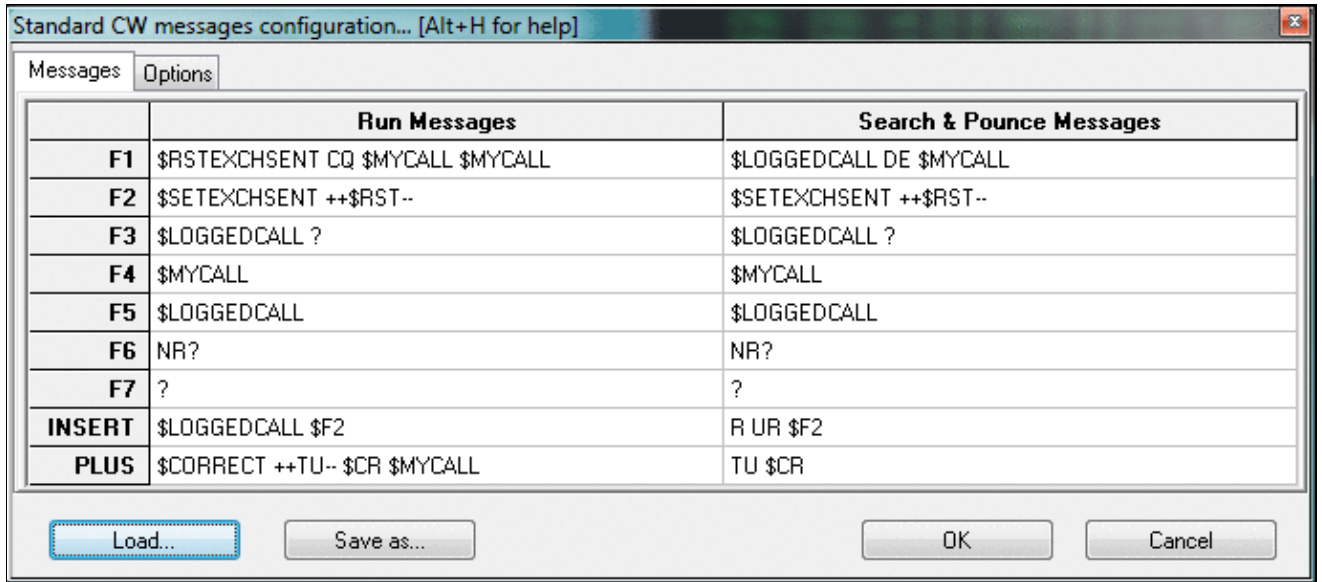 Standard CW messages configuration... [Alt+H for help]
x
Messages Options
Run Messages Search & Pounce Messages
F1 $RSTEXCHSENT CQ $MYCALL $MYCALL $LOGGEDCALL DE $MYCALL
F2 $SETEXCHSENT ++$RST-- $SETEXCHSENT ++$RST--
F3 $LOGGEDCALL ? $LOGGEDCALL ?
F4 $MYCALL $MYCALL
F5 $LOGGEDCALL $LOGGEDCALL
F6 NR? NR?
F7 ? ?
INSERT $LOGGEDCALL $F2 R UR $F2
PLUS $CORRECT ++TU-- $CR $MYCALL TU $CR
Load... Save as... OK Cancel